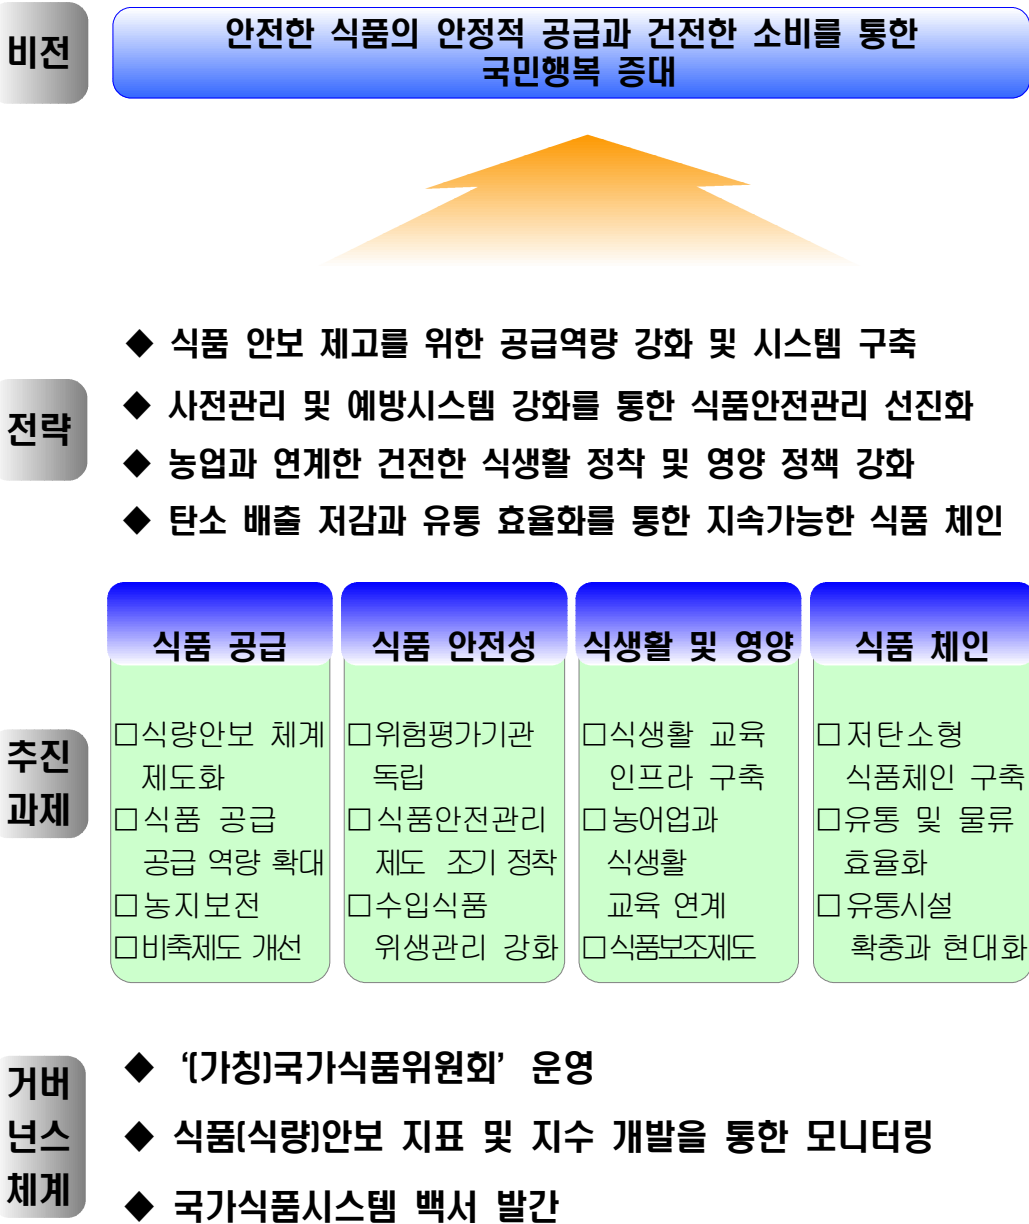 비전
안전한 식품의 안정적 공급과 건전한 소비를 통한
국민행복 증대
전략
◆ 식품 안보 제고를 위한 공급역량 강화 및 시스템 구축
◆ 사전관리 및 예방시스템 강화를 통한 식품안전관리 선진화
◆ 농업과 연계한 건전한 식생활 정착 및 영양 정책 강화
◆ 탄소 배출 저감과 유통 효율화를 통한 지속가능한 식품 체인
추진
과제
식품 공급
□식량안보 체계
제도화
□식품 공급
공급 역량 확대
□농지보전
□비축제도 개선
식품 안전성
□위험평가기관
독립
□식품안전관리
제도 조기 정착
□수입식품
위생관리 강화
식생활 및 영양
□식생활 교육
인프라 구축
□농어업과
식생활
교육 연계
□식품보조제도
식품 체인
□저탄소형
식품체인 구축
□유통 및 물류
효율화
□유통시설
확충과 현대화
거버
넌스
체계
◆ ‘(가칭)국가식품위원회’ 운영
◆ 식품(식량)안보 지표 및 지수 개발을 통한 모니터링
◆ 국가식품시스템 백서 발간